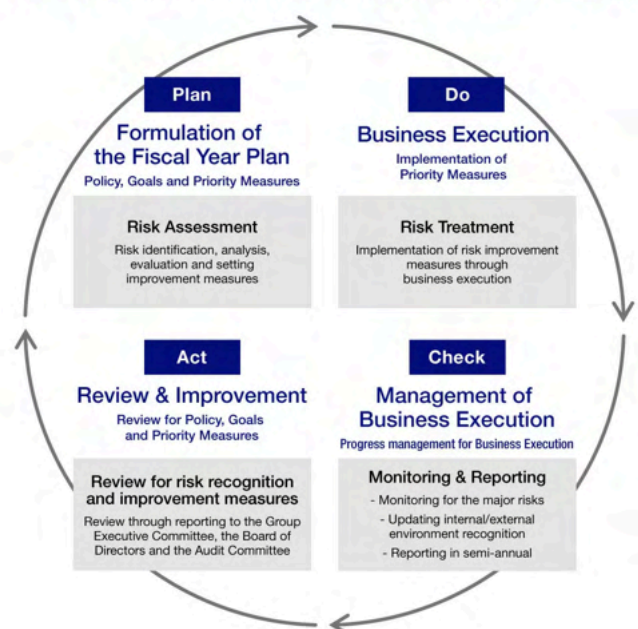 Plan
Formulation of
the Fiscal Year Plan
Policy, Goals and Priority Measures
Risk Assessment
Risk identification, analysis,
evaluation and setting
improvement measures
Do
Business Execution
Implementation of
Priority Measures
Risk Treatment
Implementation of risk improvement
measures through
business execution
Act
Review & Improvement
Review for Policy, Goals
and Priority Measures
Review for risk recognition
and improvement measures
Review through reporting to the Group
Executive Committee, the Board of
Directors and the Audit Committee
Check
Management of
Business Execution
Progress management for Business Execution
Monitoring & Reporting
- Monitoring for the major risks
- Updating internal/external
environment recognition
- Reporting in semi-annual